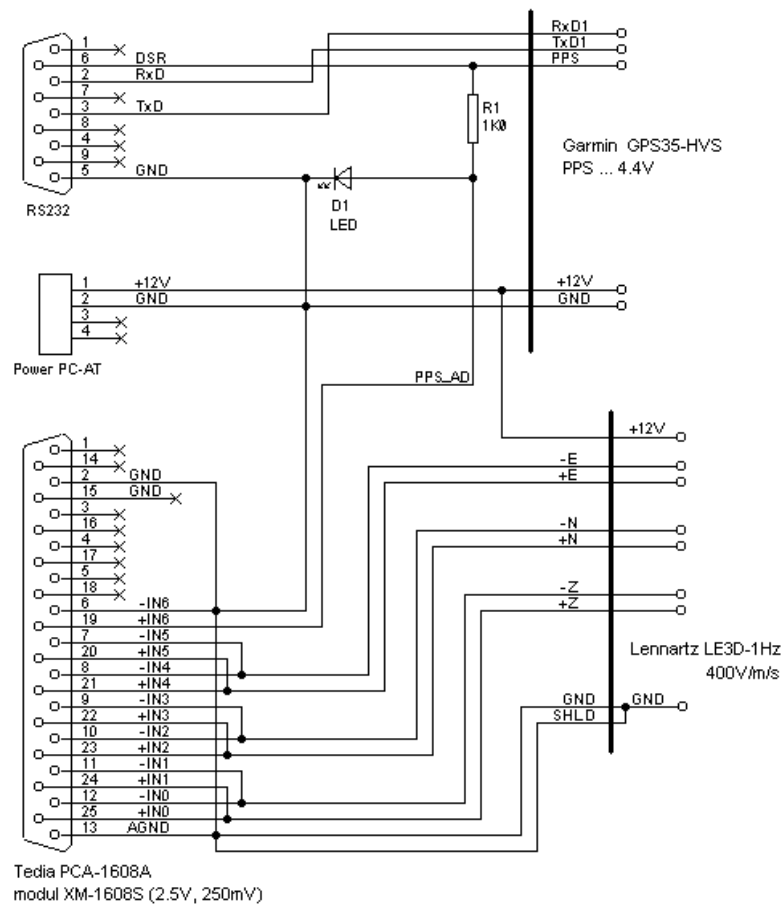 1
6 DSR
2 RxD
7
3 TxD
8
4
9
5 GND
RS232
RxD1
TxD1
PPS
R1
1K0
D1
LED
Garmin GPS35-HVS
PPS ... 4.4V
1 +12V
2 GND
3
4
Power PC-AT
+12V
GND
PPS_AD
1
14
2 GND
15 GND
3
16
4
17
5
18
6 -IN6
19 +IN6
7 -IN5
20 +IN5
8 -IN4
21 +IN4
9 -IN3
22 +IN3
10 -IN2
23 +IN2
11 -IN1
24 +IN1
12 -IN0
25 +IN0
13 AGND
Tedia PCA-1608A
modul XM-1608S (2.5V, 250mV)
+12V
-E
+E
-N
+N
-Z
+Z
Lennartz LE3D-1Hz
400V/m/s
GND GND
SHLD